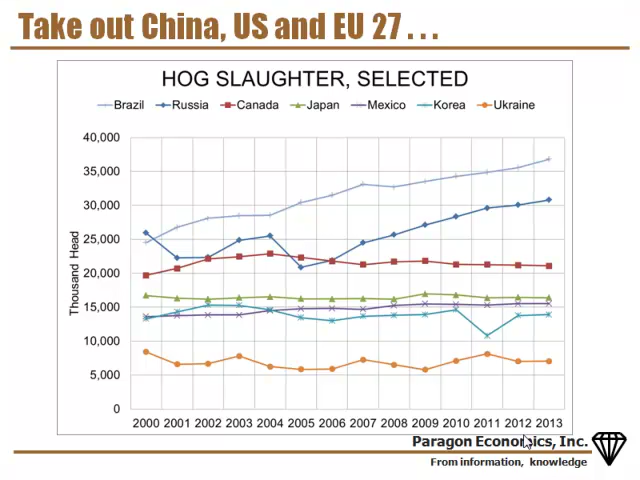 Take out China, US and EU 27 . . .
HOG SLAUGHTER, SELECTED
Brazil Russia Canada Japan Mexico Korea Ukraine
40,000
35,000
30,000
25,000
20,000
15,000
10,000
5,000
0
Thousand Head
2000 2001 2002 2003 2004 2005 2006 2007 2008 2009 2010 2011 2012 2013
Paragon Economics, Inc.
From information, knowledge